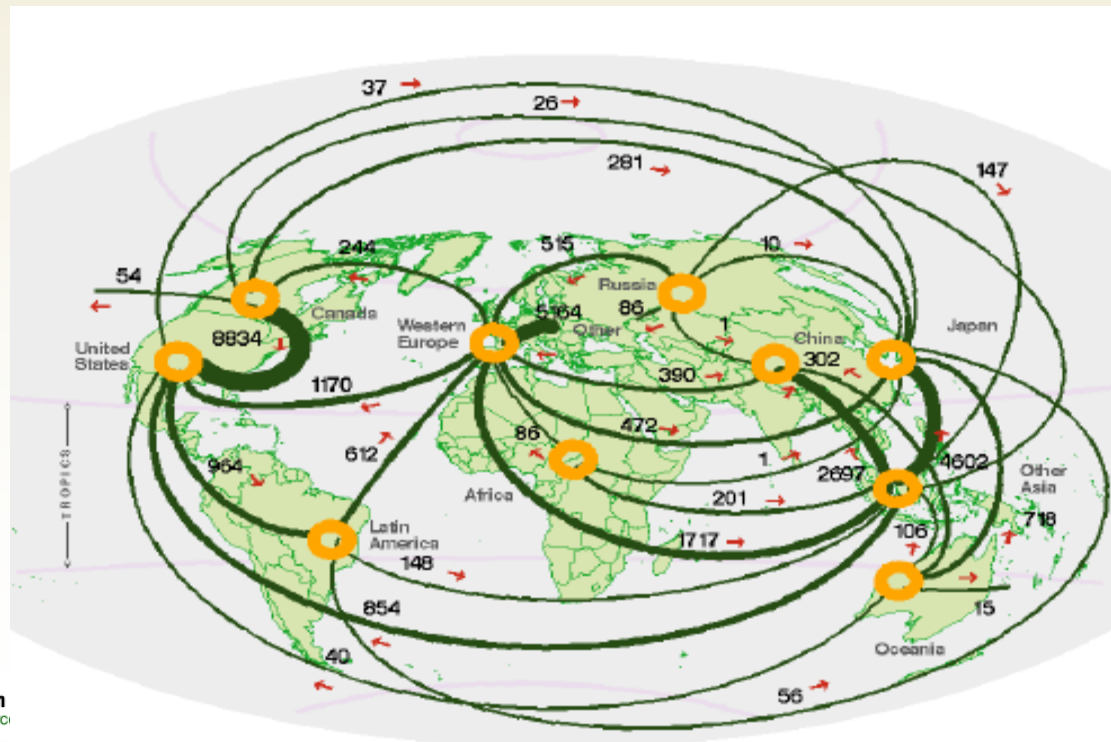 37
26
281
147
244
515
10
54
Russia
86
1
Canada
Western
Europe
5164
Other
China
Japan
8834
United
States
302
1170
390
472
86
1
612
964
2697
4602
Other
Asia
Africa
201
TROPICS
718
Latin
America
1717
106
148
854
15
Oceania
40
56